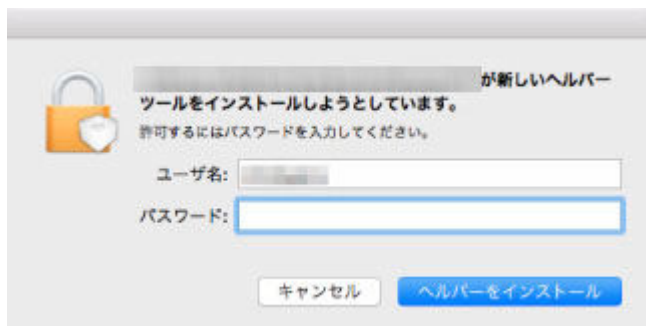 が新しいヘルパー
ツールをインストールしようとしています。
許可するにはパスワードを入力してください。
ユーザ名:
パスワード:
キャンセル
ヘルパーをインストール